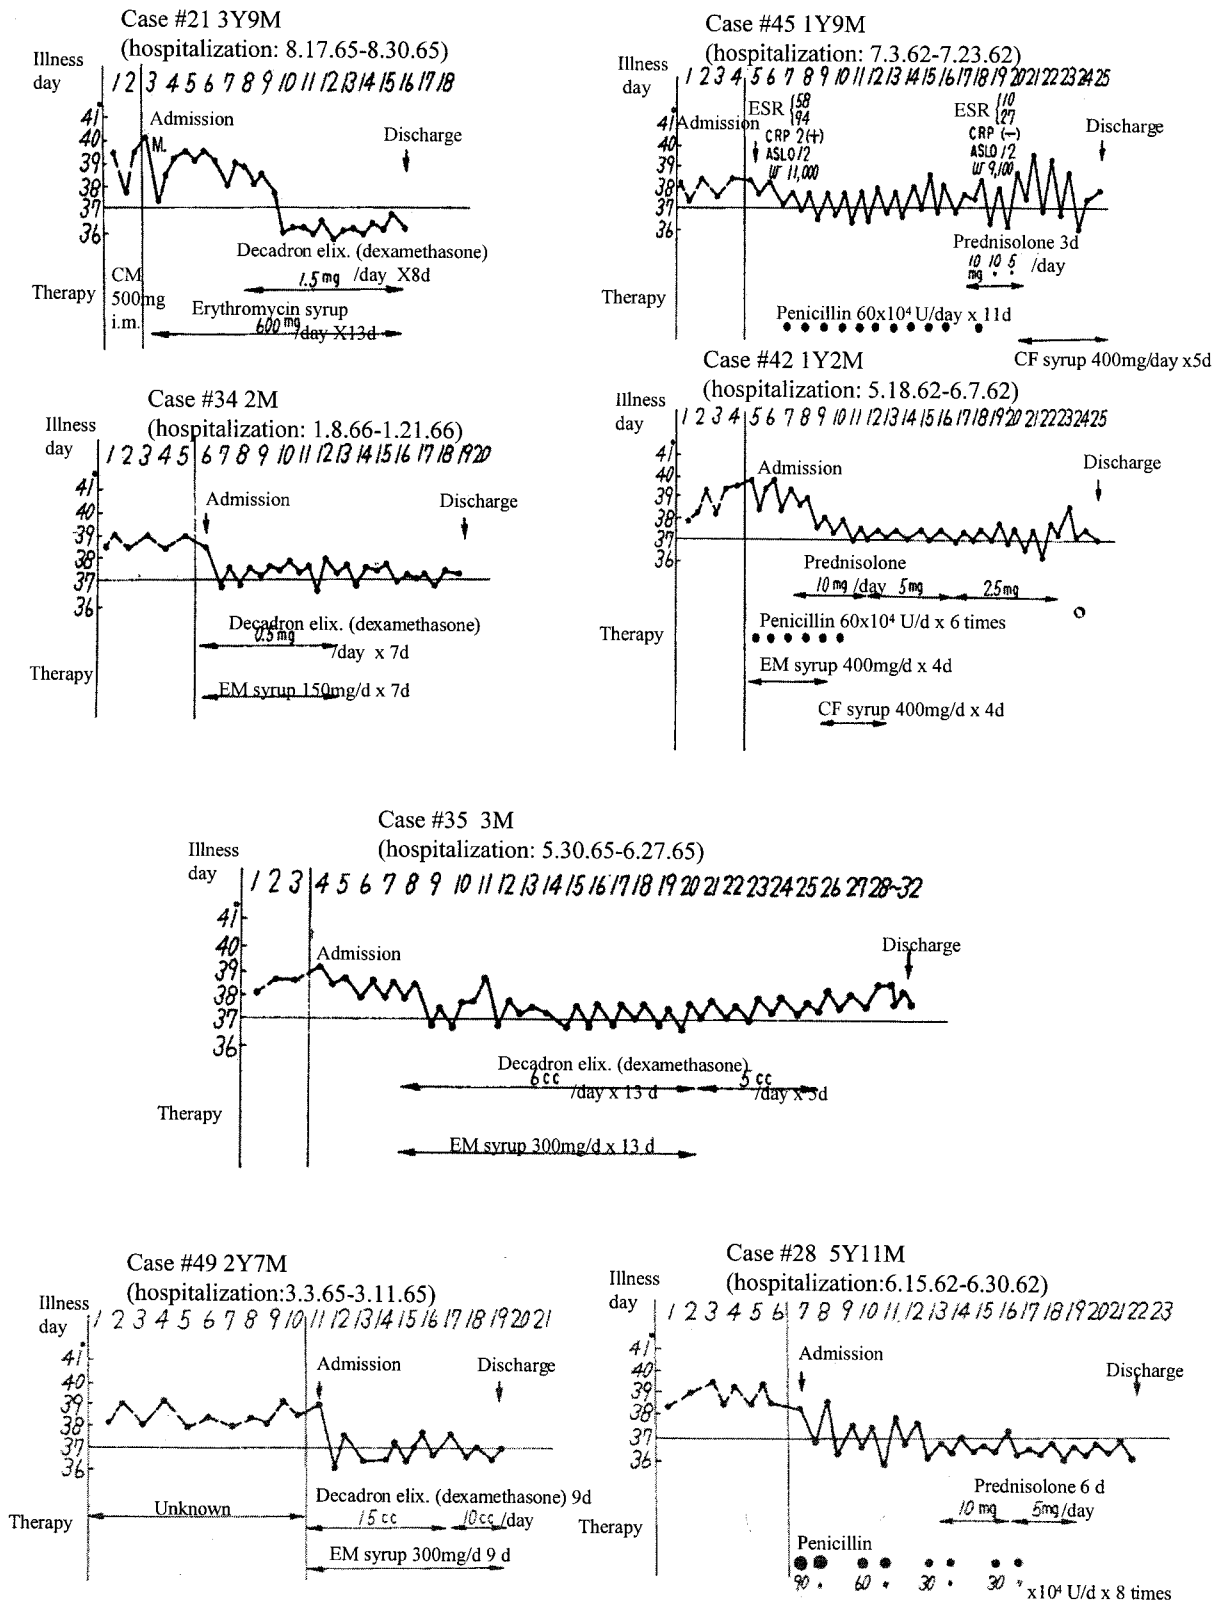 Case #21 3Y9M
(hospitalization: 8.17.65-8.30.65)
Illness
day
1 2 3 4 5 6 7 8 9 10 11 12 13 14 15 16 17 18
41
40
39
38
37
36
Admission
M.
Discharge
Decadron elix. (dexamethasone)
1.5mg /day X8d
Therapy
CM
500mg
i.m.
Erythromycin syrup
600mg/day X13d
Case #45 1Y9M
(hospitalization: 7.3.62-7.23.62)
Illness
day
1 2 3 4 5 6 7 8 9 10 11 12 13 14 15 16 17 18 19 20 21 22 23 24 25
41
40
39
38
37
36
Admission
ESR { 58
94
CRP 2(+)
ASLO 12
W 11,000
ESR { 110
27
CRP (-)
ASLO 12
W 9,100
Discharge
Prednisolone 3d
10 10 5 /day
mg " "
Therapy
Penicillin 60x10⁴ U/day x 11d
CF syrup 400mg/day x5d
Case #34 2M
(hospitalization: 1.8.66-1.21.66)
Illness
day
1 2 3 4 5 6 7 8 9 10 11 12 13 14 15 16 17 18 19 20
41
40
39
38
37
36
Admission
Discharge
Decadron elix. (dexamethasone)
0.5mg /day x 7d
Therapy
EM syrup 150mg/d x 7d
Case #42 1Y2M
(hospitalization: 5.18.62-6.7.62)
Illness
day
1 2 3 4 5 6 7 8 9 10 11 12 13 14 15 16 17 18 19 20 21 22 23 24 25
41
40
39
38
37
36
Admission
Discharge
Prednisolone
10mg /day 5mg 2.5mg
Penicillin 60x10⁴ U/d x 6 times
Therapy
EM syrup 400mg/d x 4d
CF syrup 400mg/d x 4d
Case #35 3M
(hospitalization: 5.30.65-6.27.65)
Illness
day
1 2 3 4 5 6 7 8 9 10 11 12 13 14 15 16 17 18 19 20 21 22 23 24 25 26 27 28~32
41
40
39
38
37
36
Admission
Discharge
Decadron elix. (dexamethasone)
6 cc /day x 13 d 5 cc /day x 5d
Therapy
EM syrup 300mg/d x 13 d
Case #49 2Y7M
(hospitalization:3.3.65-3.11.65)
Illness
day
1 2 3 4 5 6 7 8 9 10 11 12 13 14 15 16 17 18 19 20 21
41
40
39
38
37
36
Admission
Discharge
Therapy
Unknown
Decadron elix. (dexamethasone) 9d
15 cc 10cc /day
EM syrup 300mg/d 9 d
Case #28 5Y11M
(hospitalization:6.15.62-6.30.62)
Illness
day
1 2 3 4 5 6 7 8 9 10 11 12 13 14 15 16 17 18 19 20 21 22 23
41
40
39
38
37
36
Admission
Discharge
Prednisolone 6 d
10 mg 5mg/day
Therapy
Penicillin
90 " 60 " 30 " 30 " x10⁴ U/d x 8 times